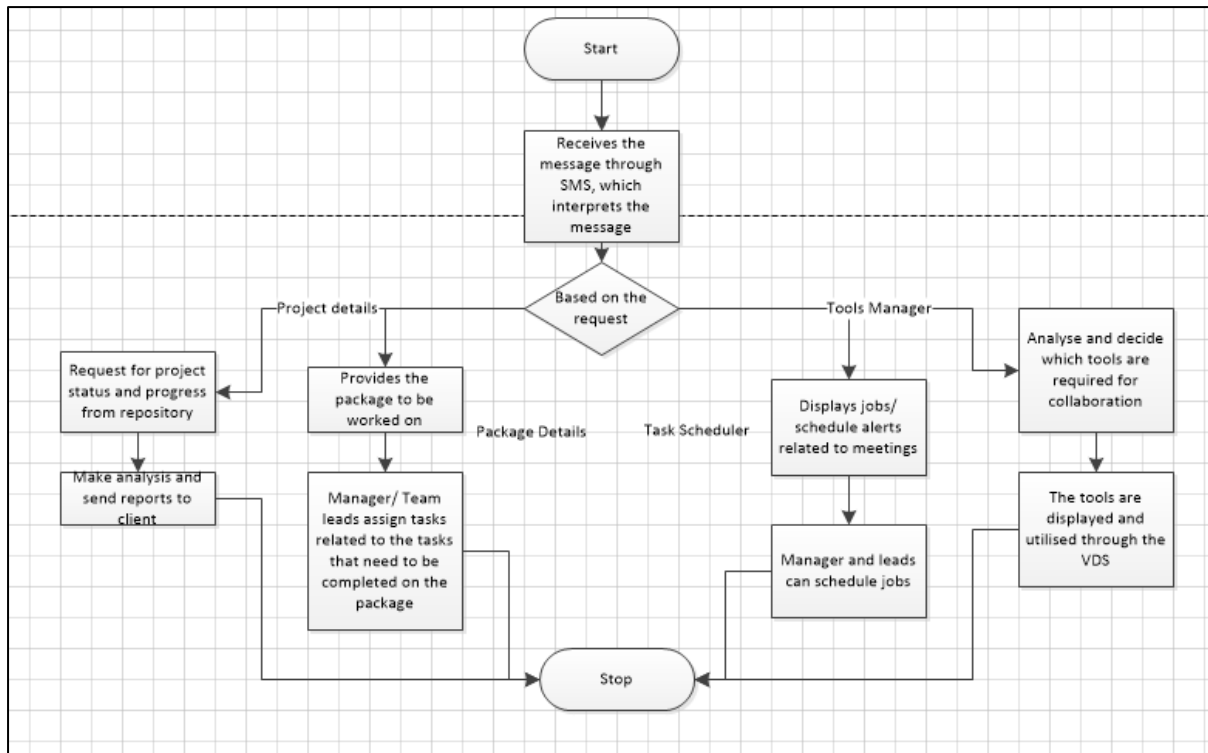 Start
Receives the
message through
SMS, which
interprets the
message
Based on the
request
Project details
Tools Manager
Request for project
status and progress
from repository
Provides the
package to be
worked on
Package Details
Task Scheduler
Displays jobs/
schedule alerts
related to meetings
Analyse and decide
which tools are
required for
collaboration
Make analysis and
send reports to
client
Manager/ Team
leads assign tasks
related to the tasks
that need to be
completed on the
package
Manager and leads
can schedule jobs
The tools are
displayed and
utilised through the
VDS
Stop